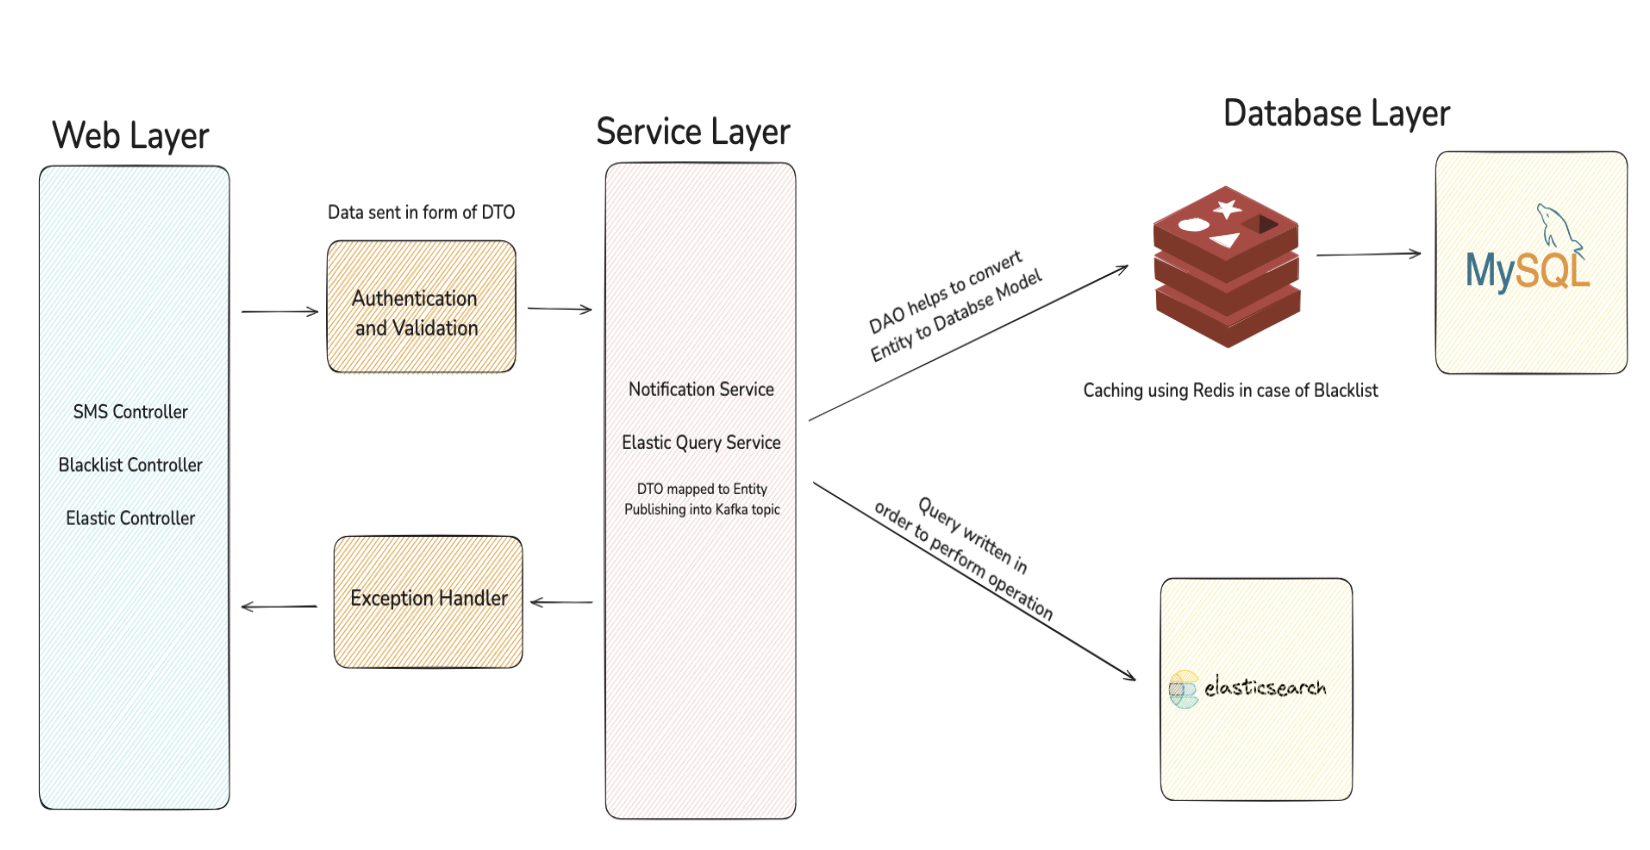 Web Layer
SMS Controller
Blacklist Controller
Elastic Controller
Data sent in form of DTO
Authentication
and Validation
Exception Handler
Service Layer
Notification Service
Elastic Query Service
DTO mapped to Entity
Publishing into Kafka topic
DAO helps to convert
Entity to Databse Model
Query written in
order to perform operation
Database Layer
Caching using Redis in case of Blacklist
MySQL
elasticsearch